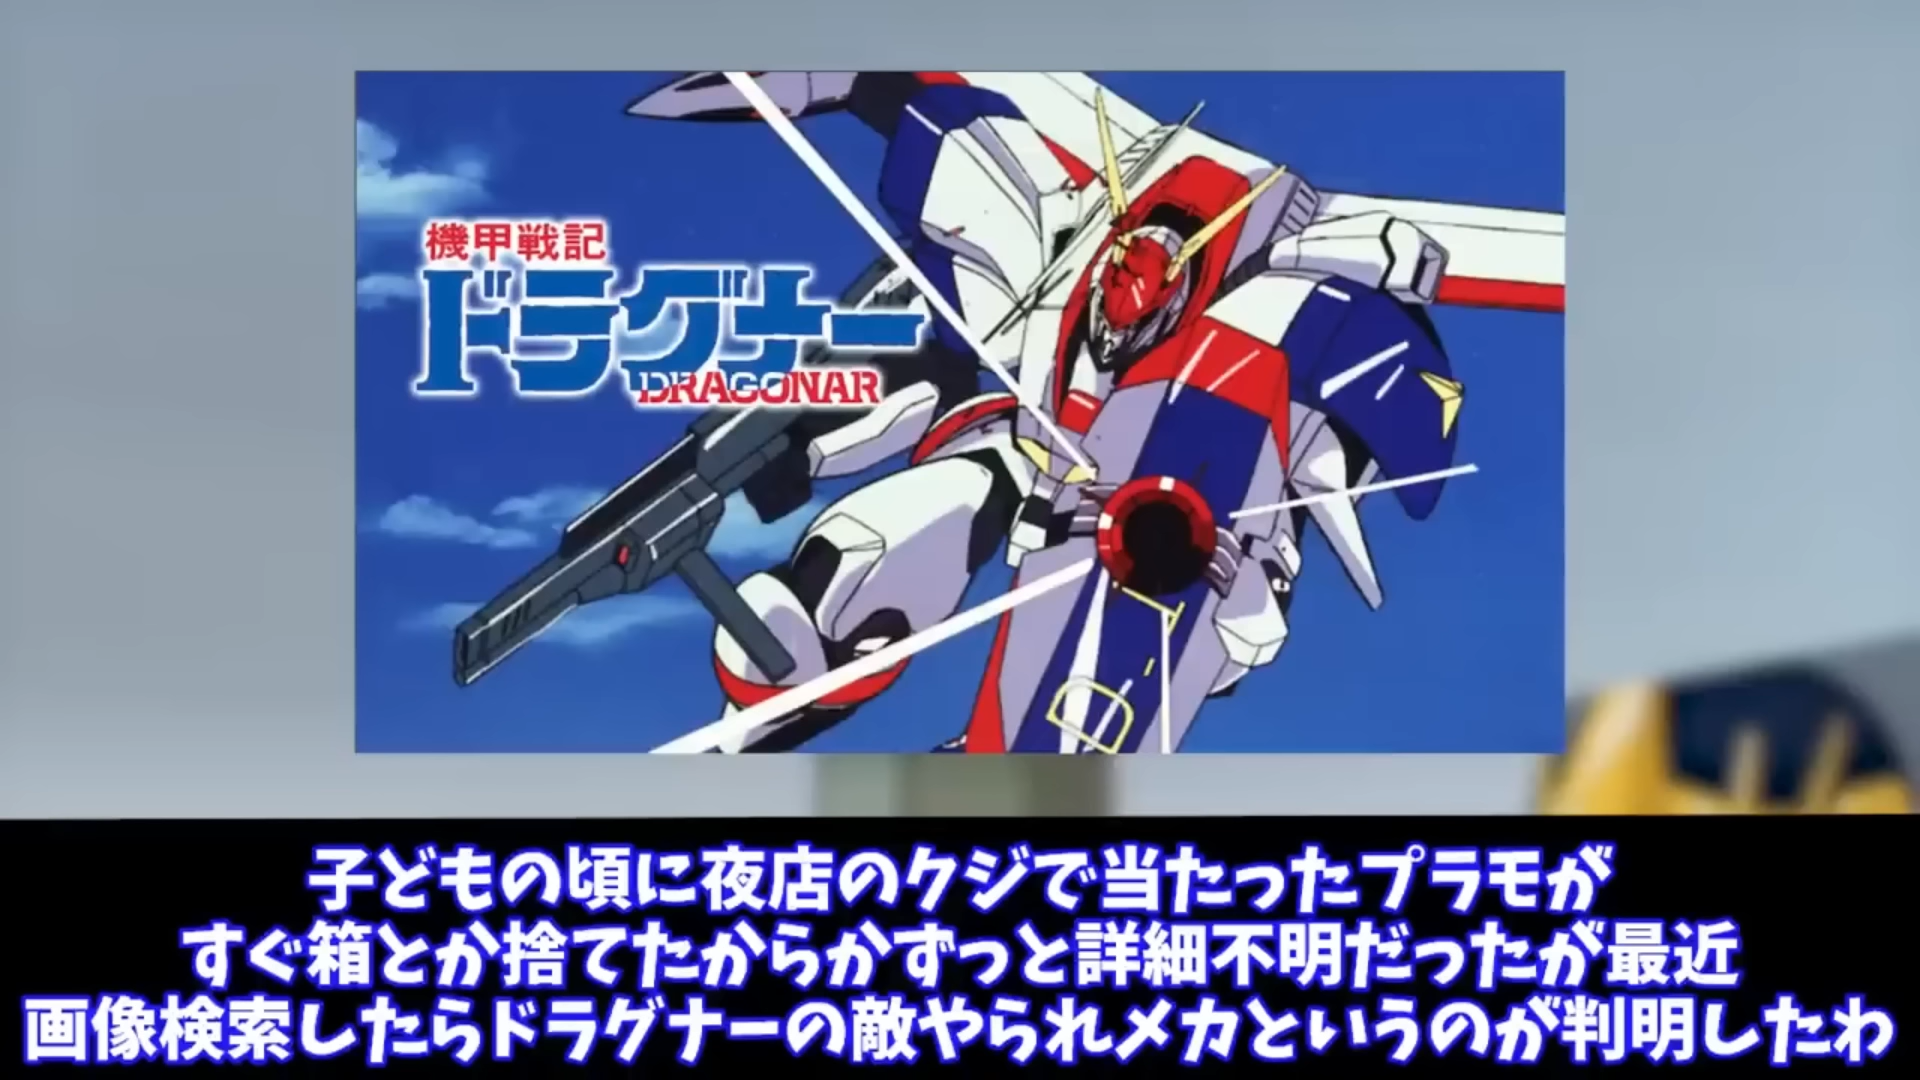 機甲戦記
ドラグナー
DRAGONAR
D
子どもの頃に夜店のクジで当たったプラモが
すぐ箱とか捨てたからかずっと詳細不明だったが最近
画像検索したらドラグナーの敵やられメカというのが判明したわ